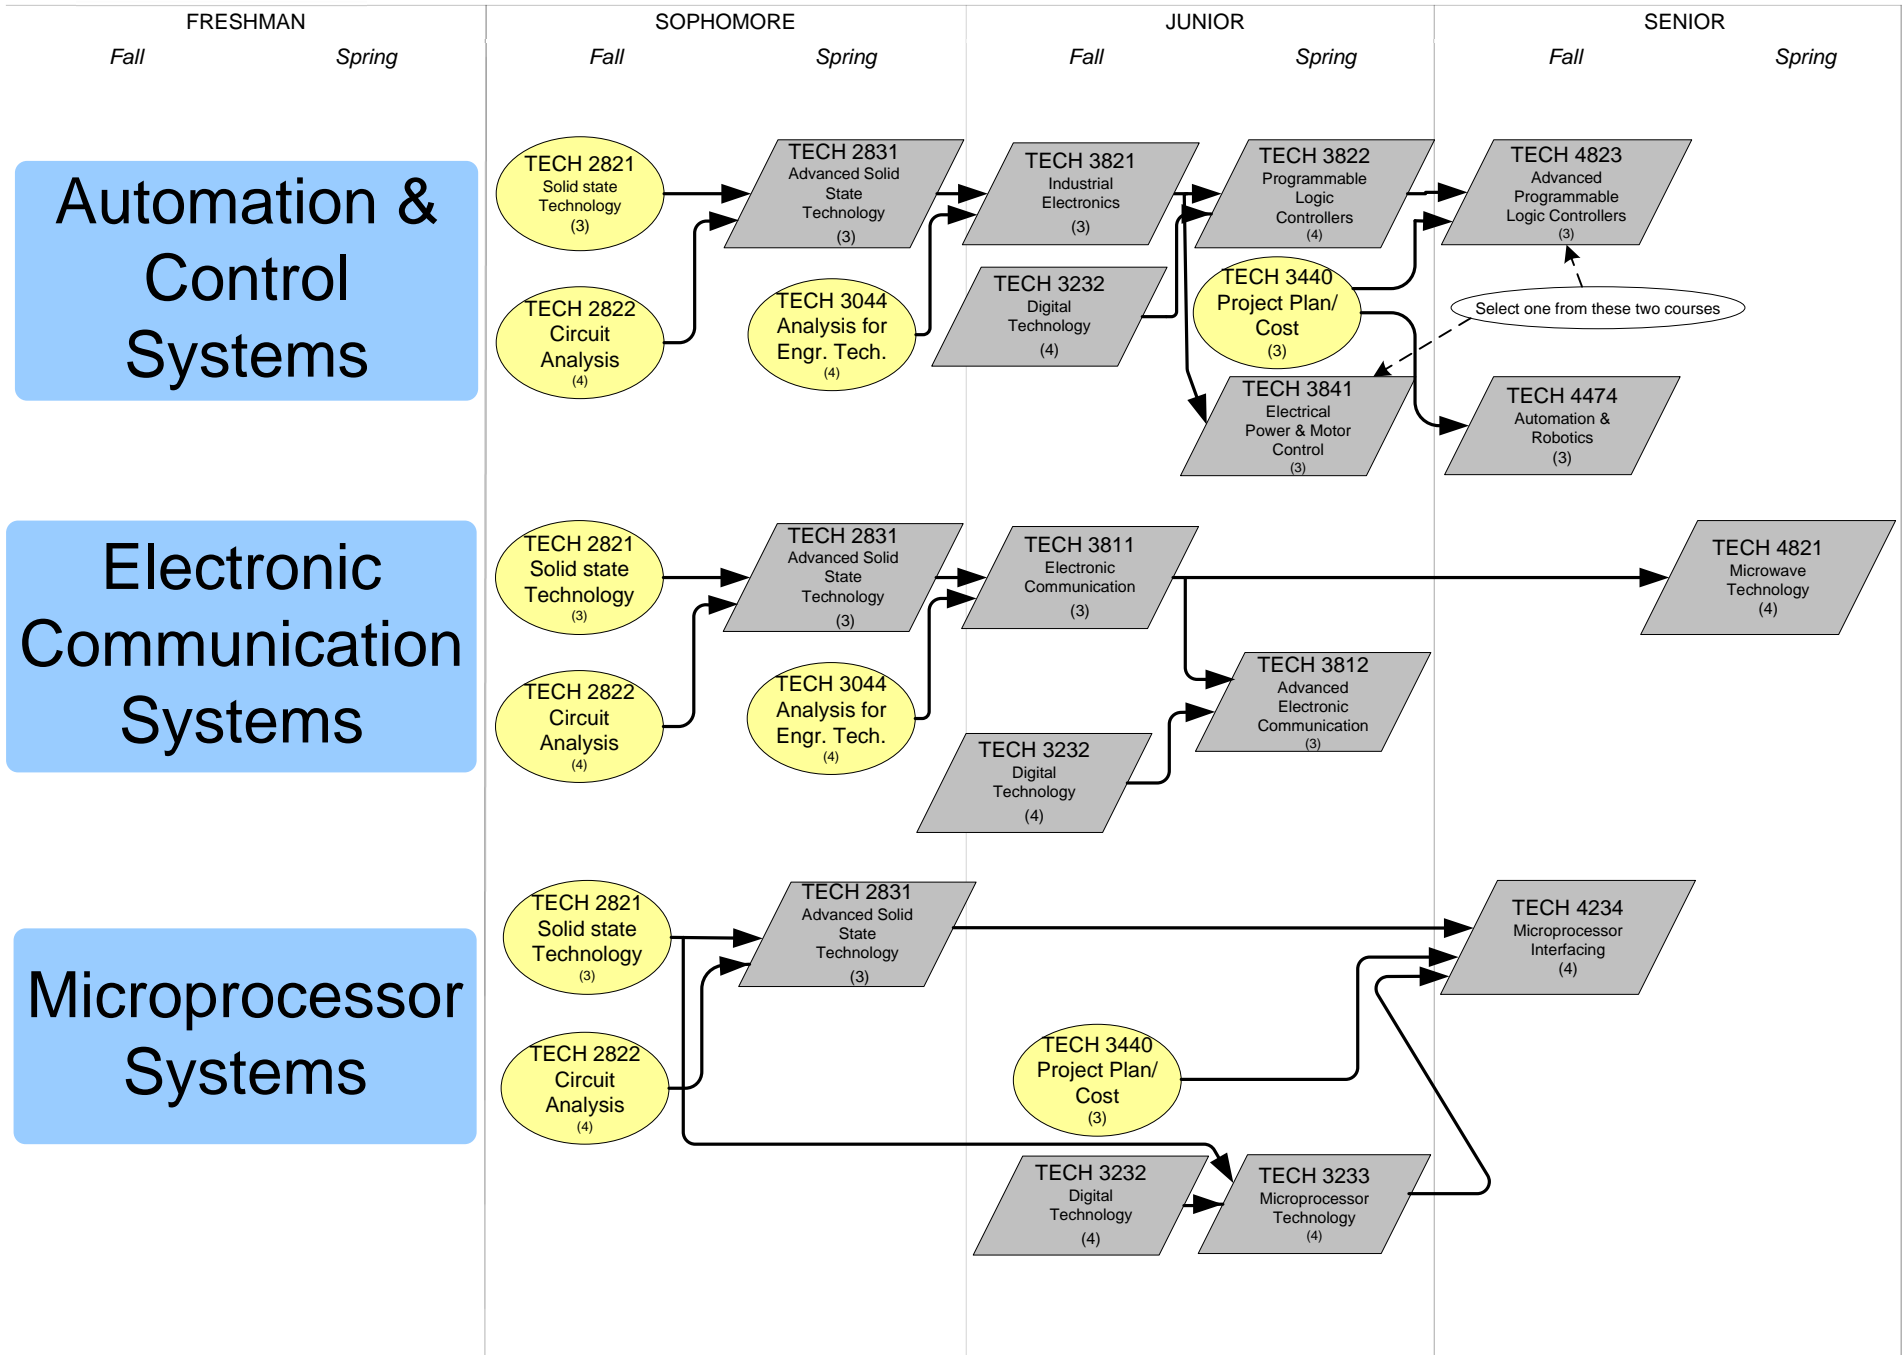 FRESHMAN
SOPHOMORE
JUNIOR
SENIOR
Fall
Spring
Fall
Spring
Fall
Spring
Fall
Spring
Automation &
Control
Systems
TECH 2821
Solid state
Technology
(3)
TECH 2822
Circuit
Analysis
(4)
TECH 2831
Advanced Solid
State
Technology
(3)
TECH 3044
Analysis for
Engr. Tech.
(4)
TECH 3821
Industrial
Electronics
(3)
TECH 3232
Digital
Technology
(4)
TECH 3822
Programmable
Logic
Controllers
(4)
TECH 3440
Project Plan/
Cost
(3)
TECH 3841
Electrical
Power & Motor
Control
(3)
TECH 4823
Advanced
Programmable
Logic Controllers
(3)
Select one from these two courses
TECH 4474
Automation &
Robotics
(3)
Electronic
Communication
Systems
TECH 2821
Solid state
Technology
(3)
TECH 2822
Circuit
Analysis
(4)
TECH 2831
Advanced Solid
State
Technology
(3)
TECH 3044
Analysis for
Engr. Tech.
(4)
TECH 3811
Electronic
Communication
(3)
TECH 3232
Digital
Technology
(4)
TECH 3812
Advanced
Electronic
Communication
(3)
TECH 4821
Microwave
Technology
(4)
Microprocessor
Systems
TECH 2821
Solid state
Technology
(3)
TECH 2822
Circuit
Analysis
(4)
TECH 2831
Advanced Solid
State
Technology
(3)
TECH 3440
Project Plan/
Cost
(3)
TECH 3232
Digital
Technology
(4)
TECH 3233
Microprocessor
Technology
(4)
TECH 4234
Microprocessor
Interfacing
(4)